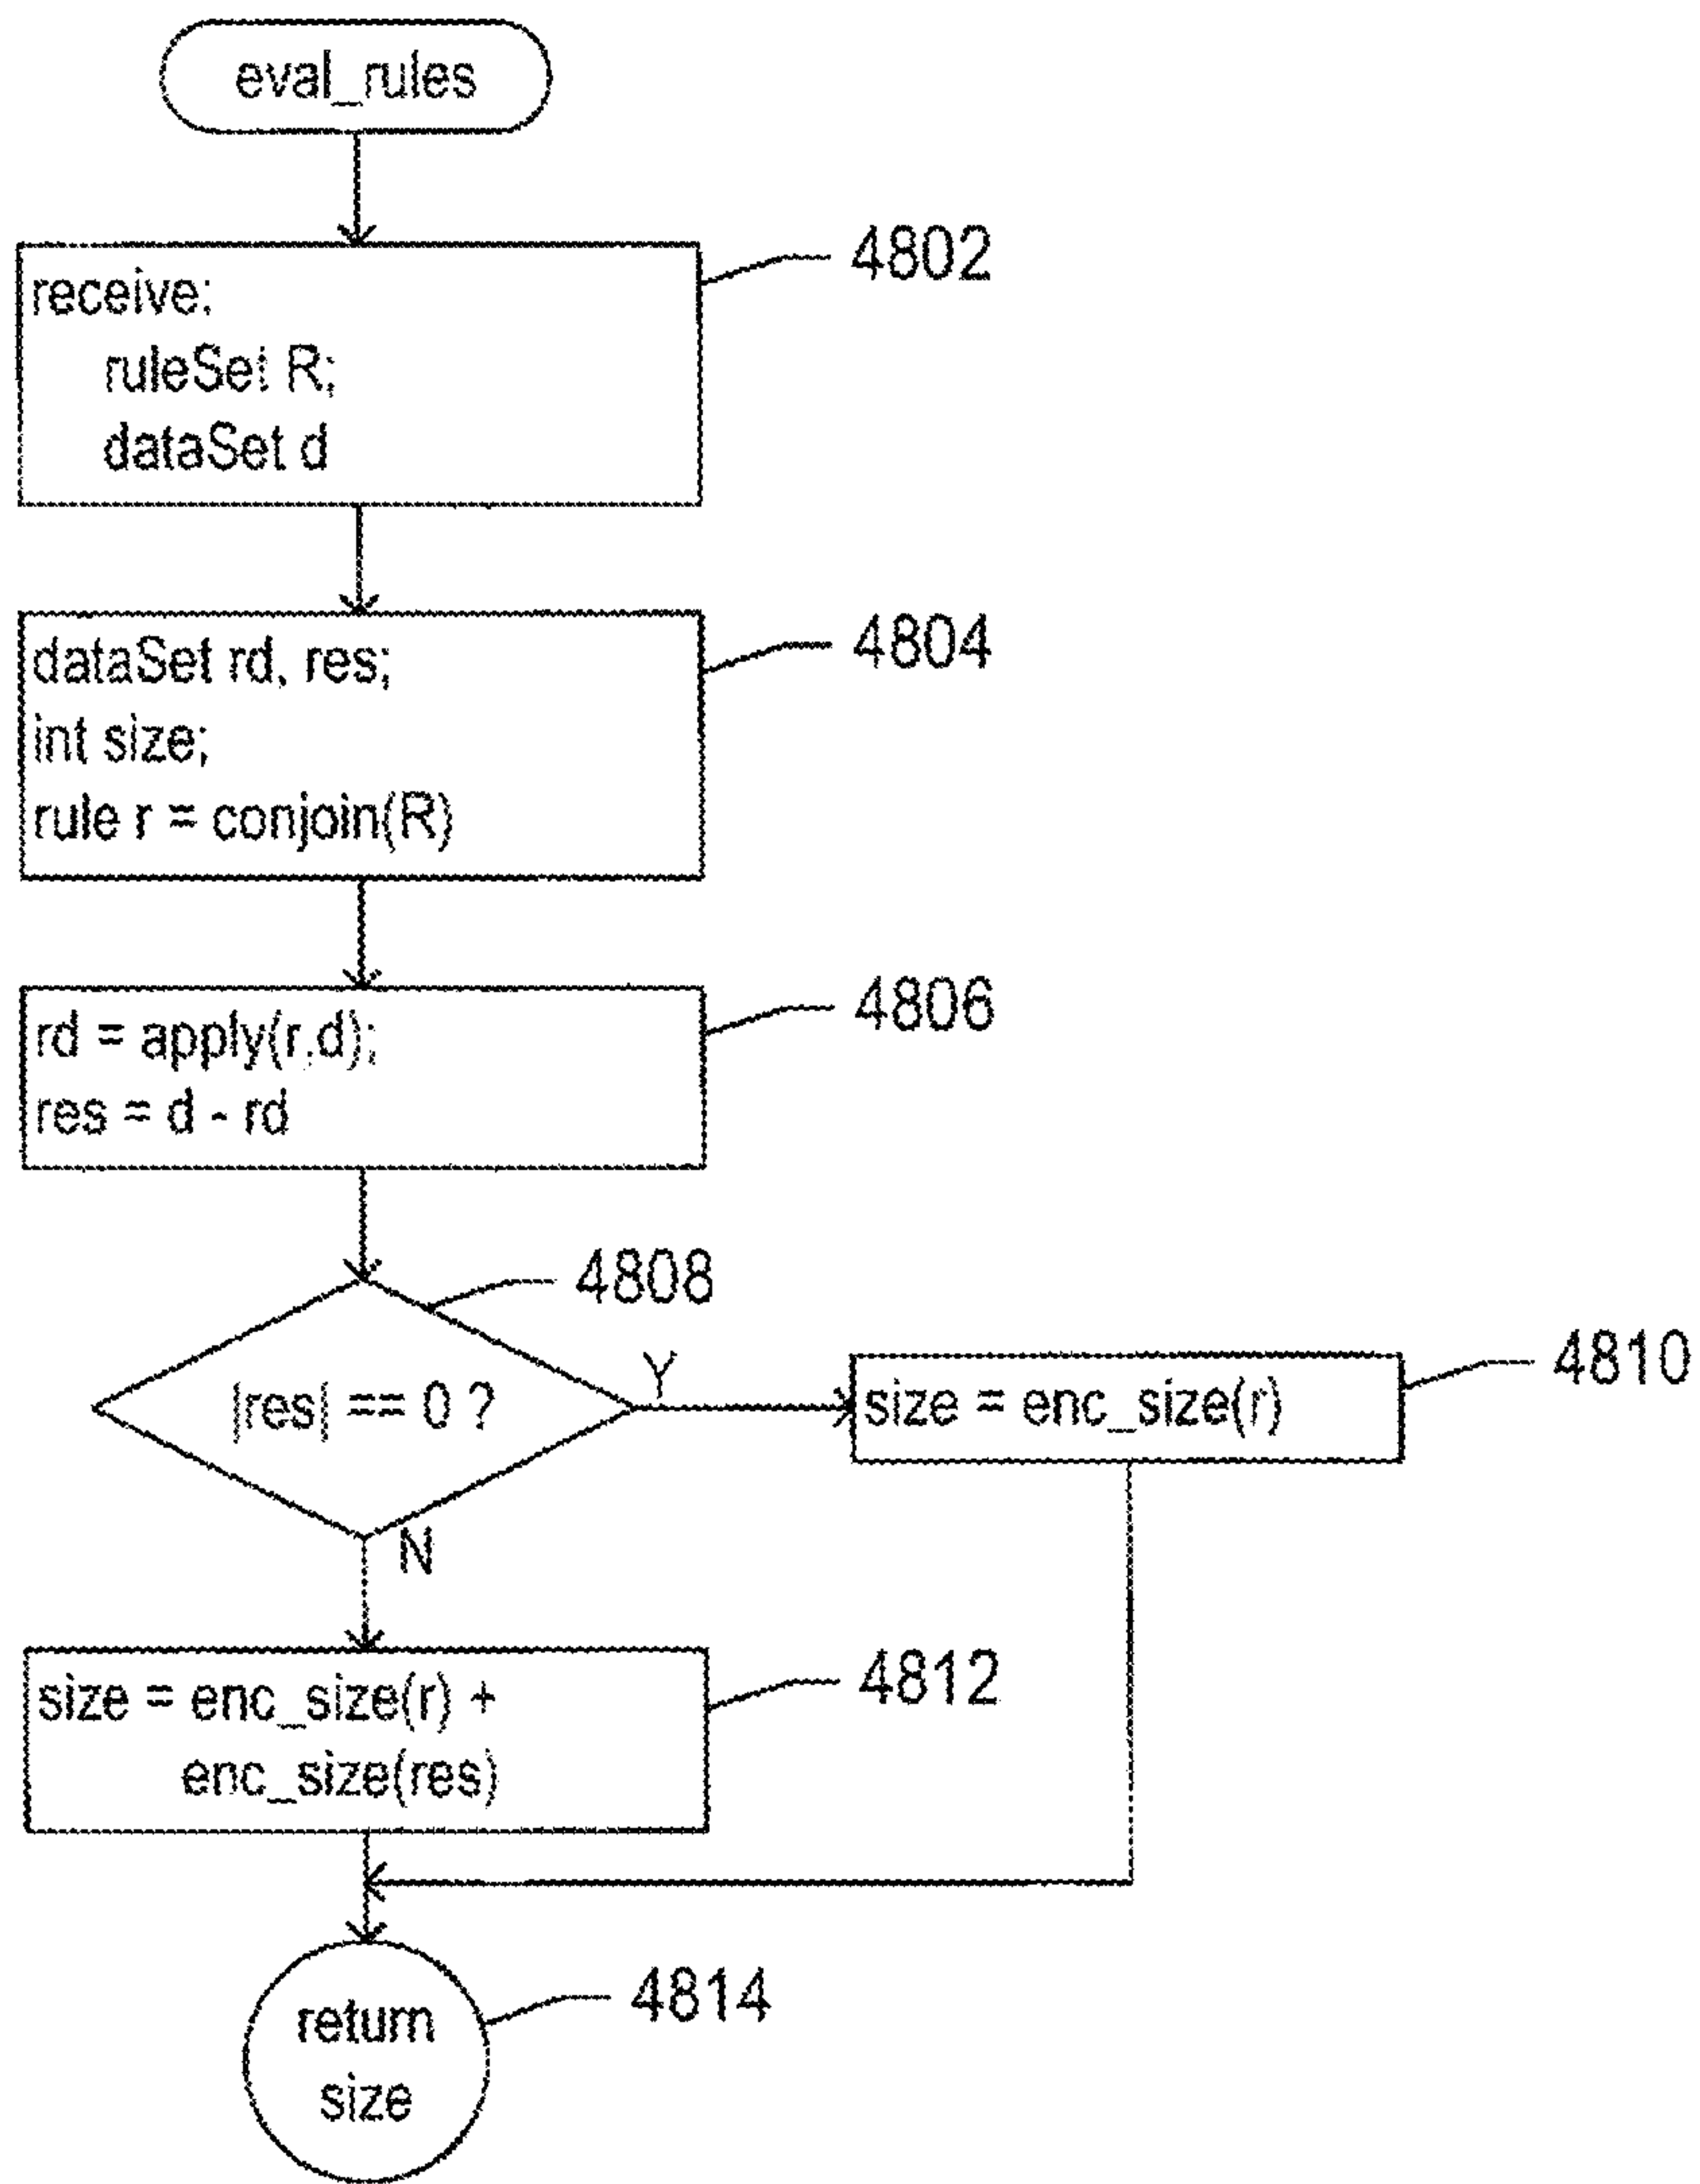 eval_rules
4802
receive:
ruleSet R;
dataSet d
4804
dataSet rd, res;
int size;
rule r = conjoin(R)
4806
rd = apply(r,d);
res = d - rd
4808
|res| == 0 ?
Y
4810
size = enc_size(r)
N
4812
size = enc_size(r) +
enc_size(res)
4814
return
size